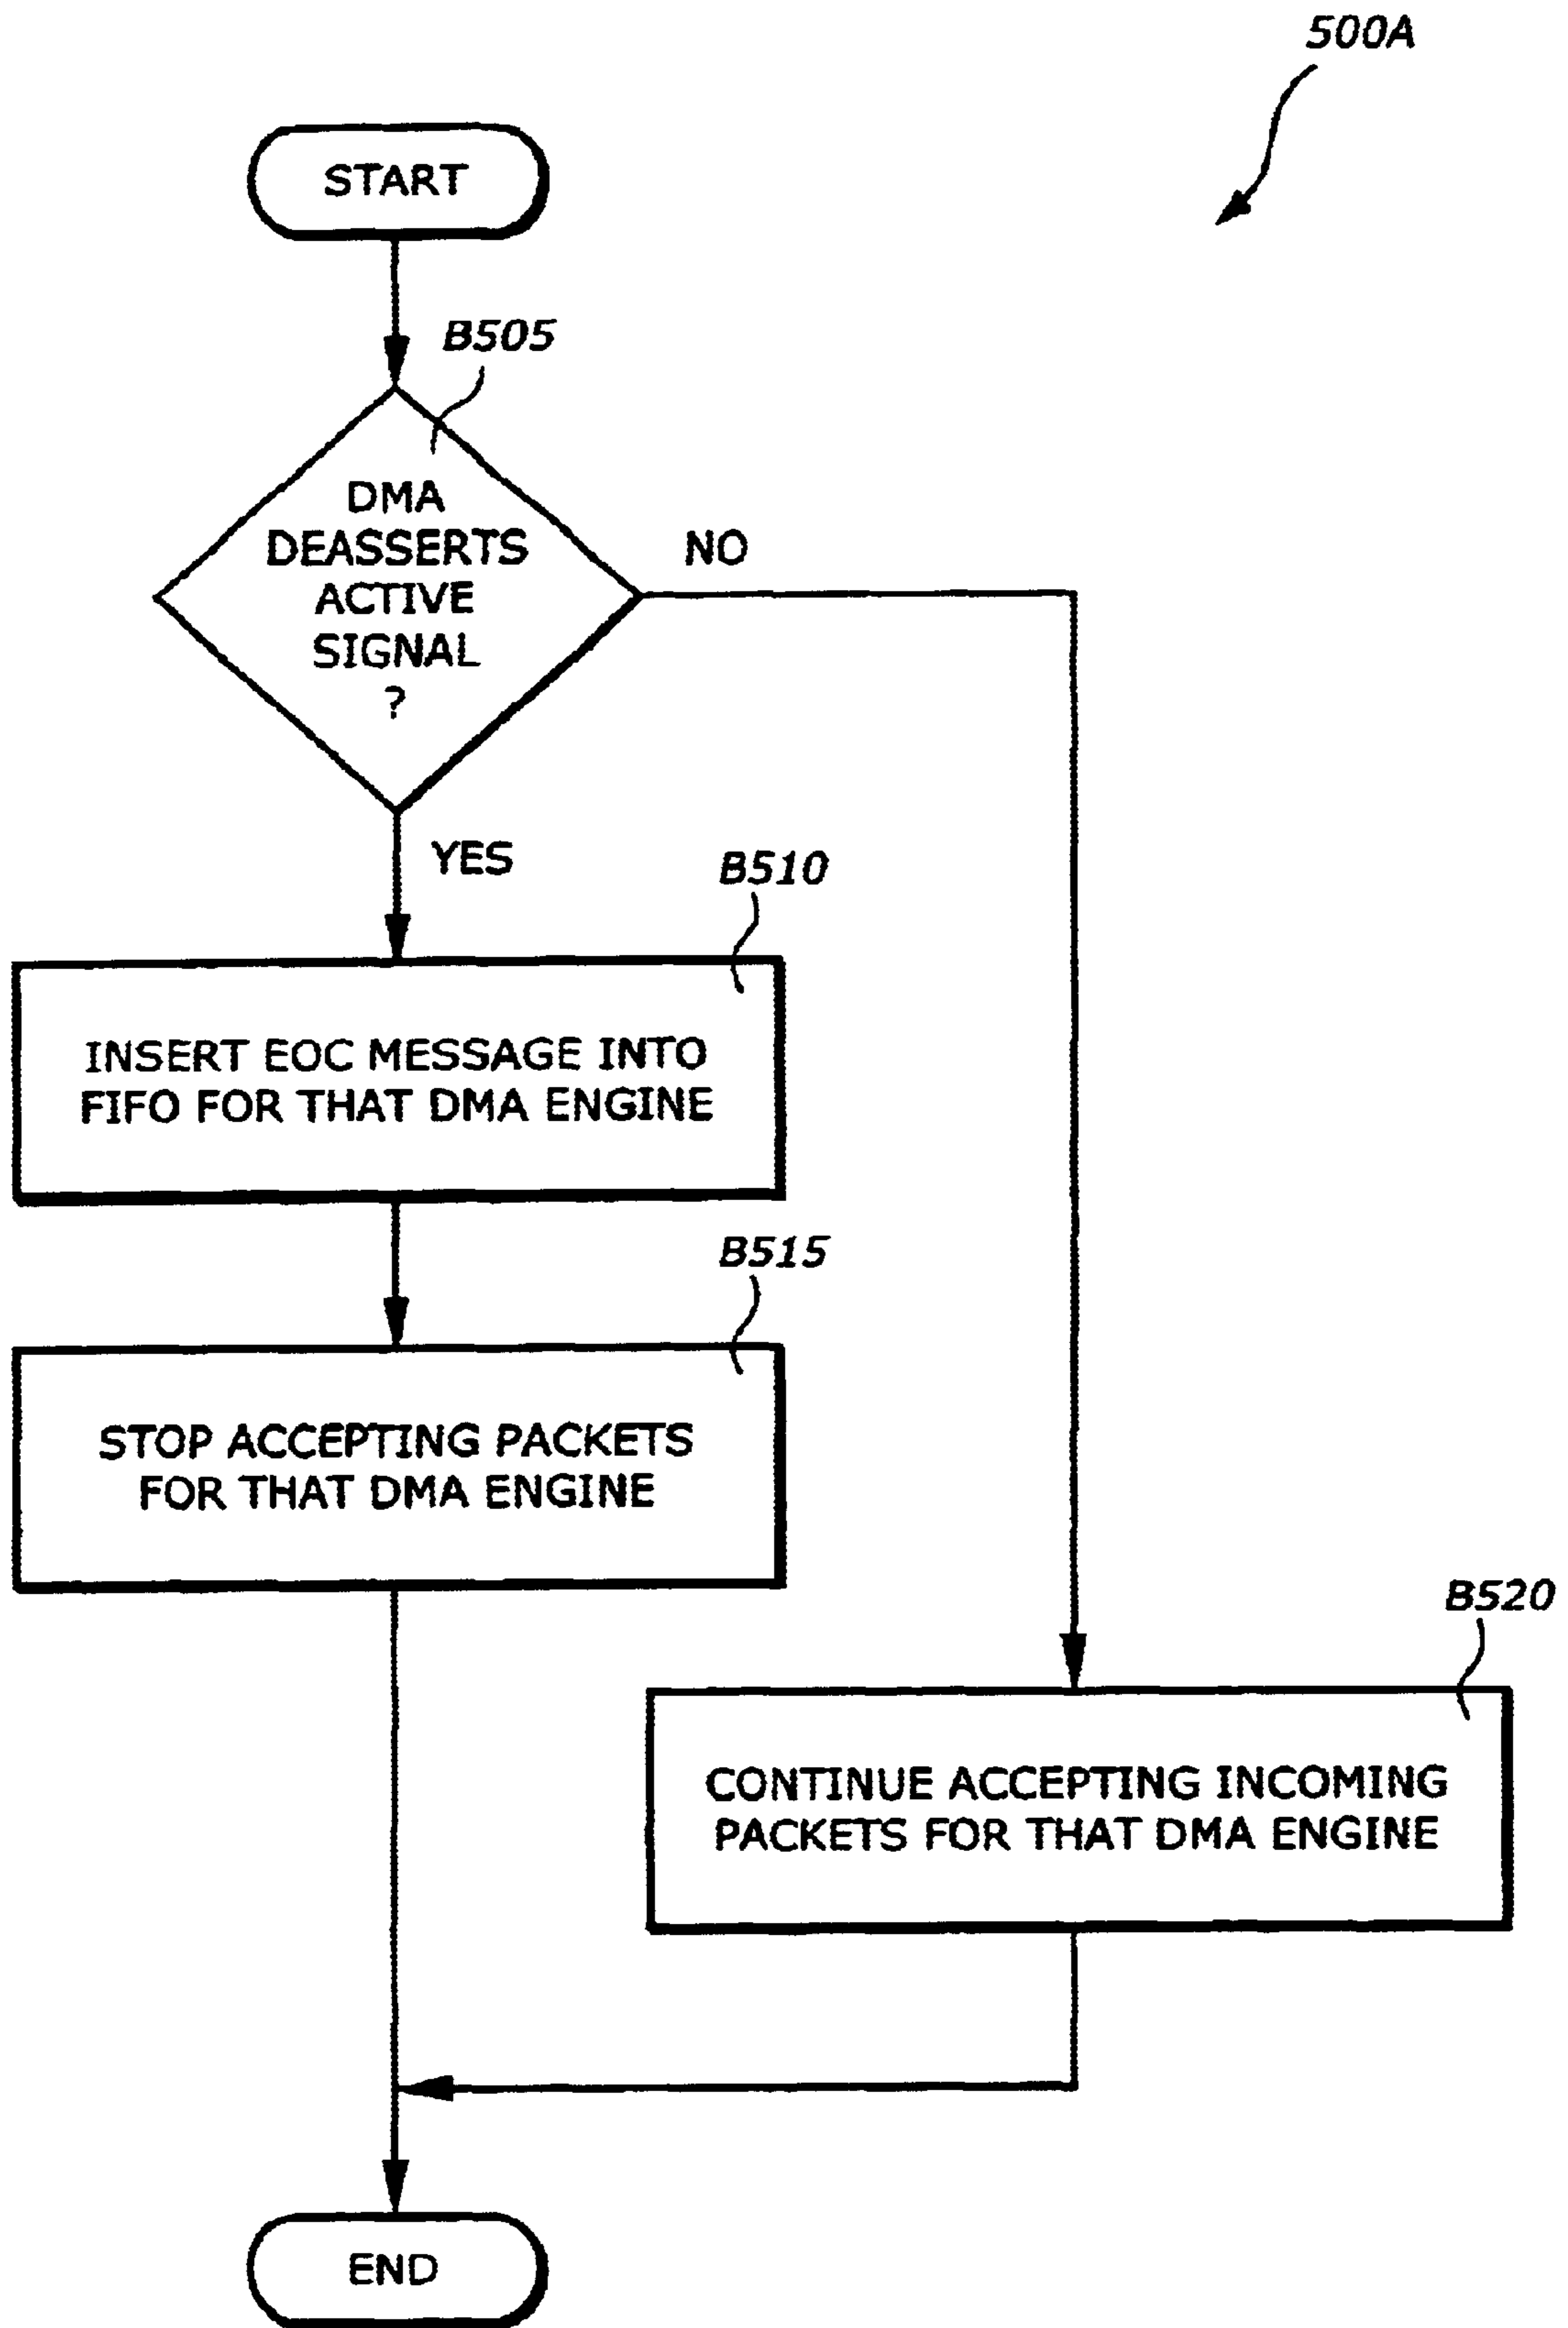 500A
START
B505
DMA
DEASSERTS
ACTIVE
SIGNAL
?
NO
YES
B510
INSERT EOC MESSAGE INTO
FIFO FOR THAT DMA ENGINE
B515
STOP ACCEPTING PACKETS
FOR THAT DMA ENGINE
B520
CONTINUE ACCEPTING INCOMING
PACKETS FOR THAT DMA ENGINE
END